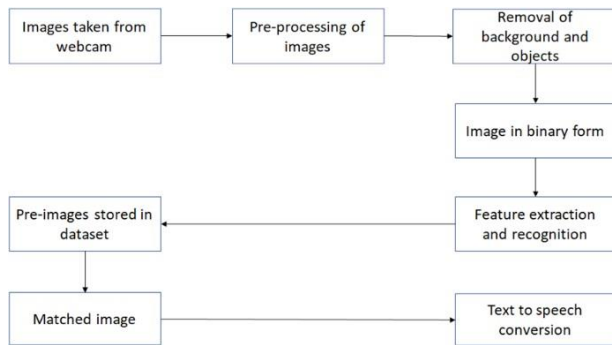 Images taken from
webcam
Pre-processing of
images
Removal of
background and
objects
Image in binary form
Feature extraction
and recognition
Pre-images stored in
dataset
Matched image
Text to speech
conversion